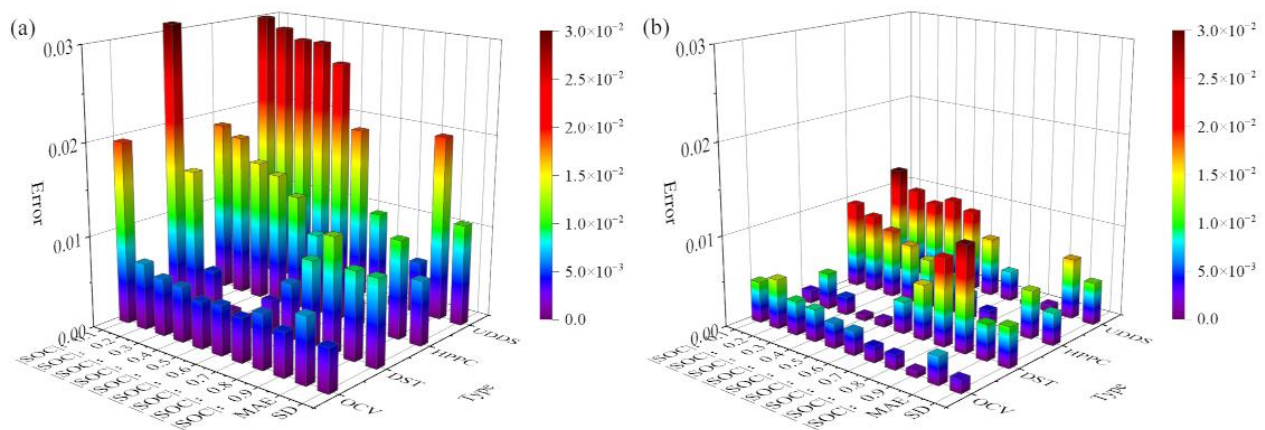 (a)
0.03
0.02
0.01
0.00
Error
|SOC|:
0.2
|SOC|:
0.3
|SOC|:
0.4
|SOC|:
0.5
|SOC|:
0.6
|SOC|:
0.7
|SOC|:
0.8
|SOC|:
0.9
MAE
SD
OCV
DST
HPPC
UDDS
Type
3.0×10⁻²
2.5×10⁻²
2.0×10⁻²
1.5×10⁻²
1.0×10⁻²
5.0×10⁻³
0.0
(b)
0.03
0.02
0.01
0.00
Error
|SOC|:
0.2
|SOC|:
0.3
|SOC|:
0.4
|SOC|:
0.5
|SOC|:
0.6
|SOC|:
0.7
|SOC|:
0.8
|SOC|:
0.9
MAE
SD
OCV
DST
HPPC
UDDS
Type
3.0×10⁻²
2.5×10⁻²
2.0×10⁻²
1.5×10⁻²
1.0×10⁻²
5.0×10⁻³
0.0